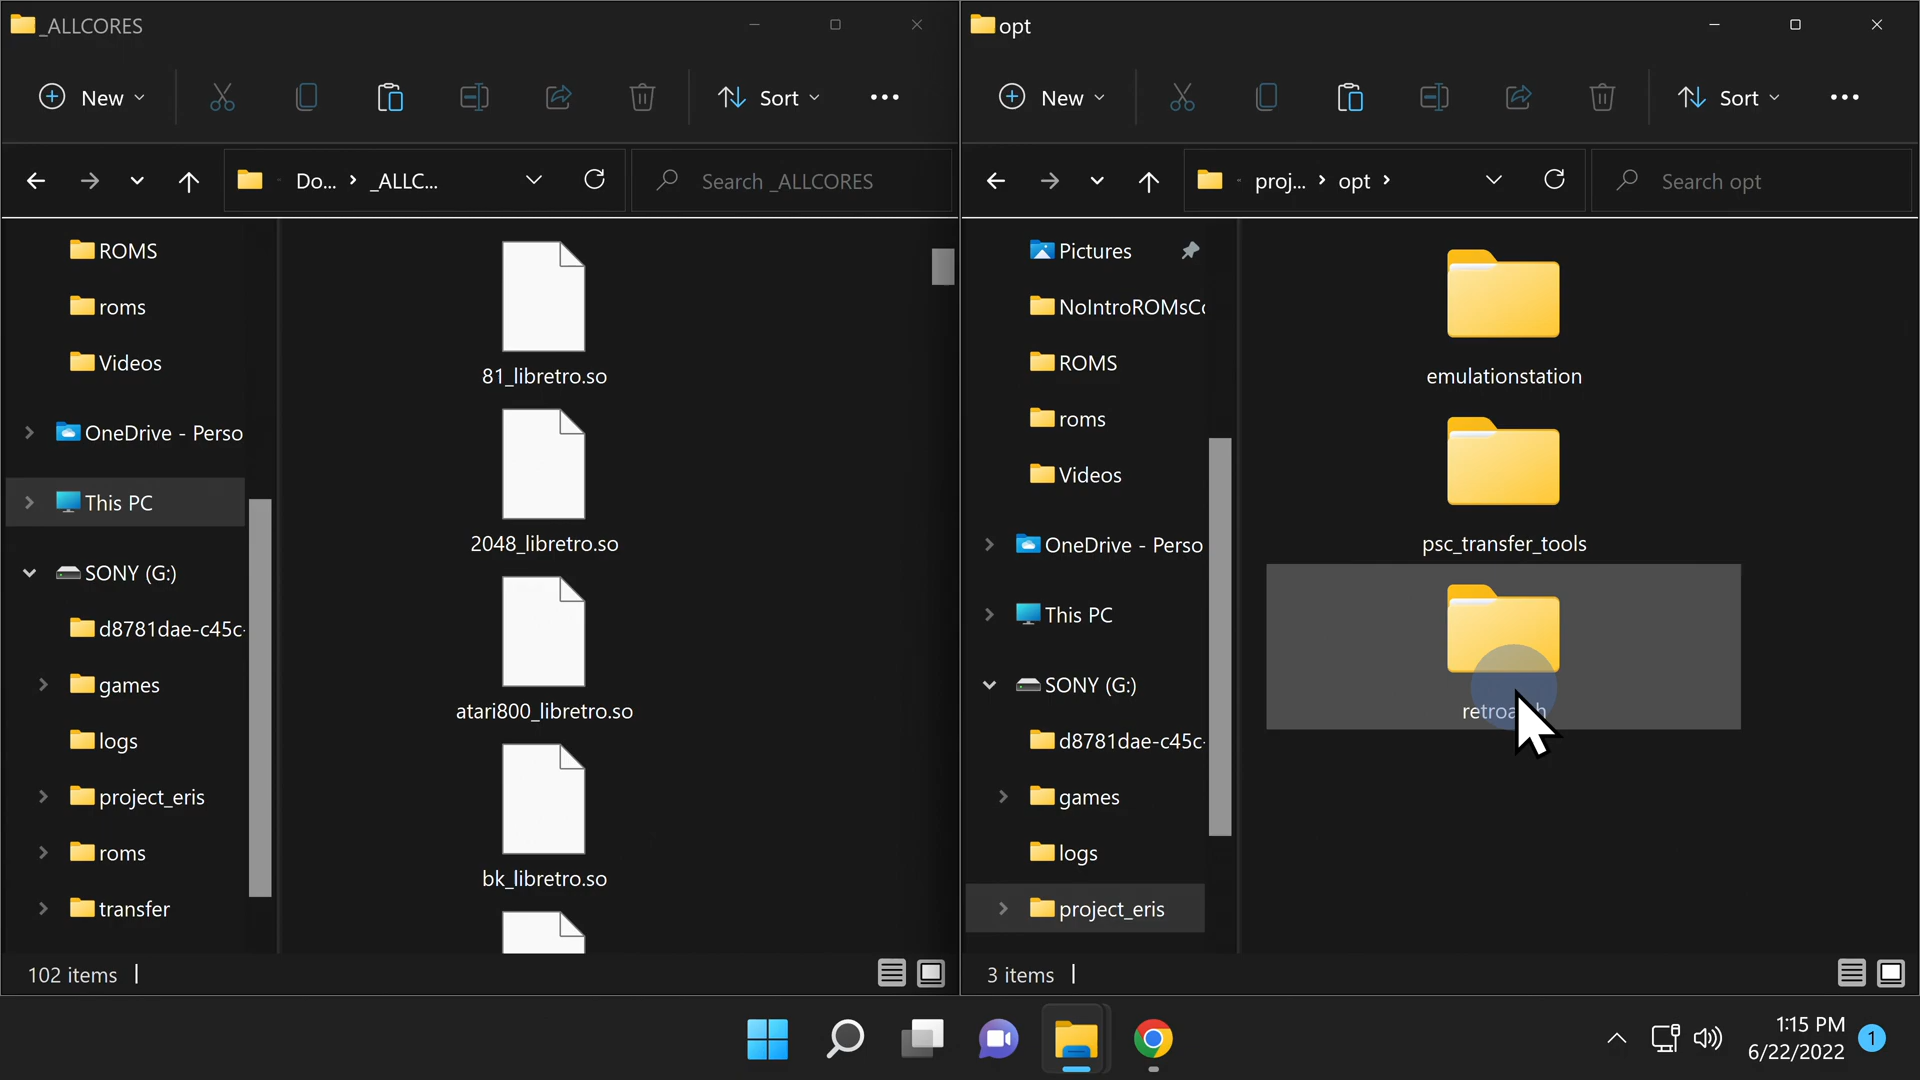 _ALLCORES
New
Sort
Do...
_ALLC...
Search _ALLCORES
ROMS
roms
Videos
OneDrive - Perso
This PC
SONY (G:)
d8781dae-c45c-
games
logs
project_eris
roms
transfer
81_libretro.so
2048_libretro.so
atari800_libretro.so
bk_libretro.so
102 items
opt
New
Sort
proj...
opt
Search opt
Pictures
NoIntroROMsCo
ROMS
roms
Videos
OneDrive - Perso
This PC
SONY (G:)
d8781dae-c45c-
games
logs
project_eris
emulationstation
psc_transfer_tools
3 items
1:15 PM
6/22/2022
1